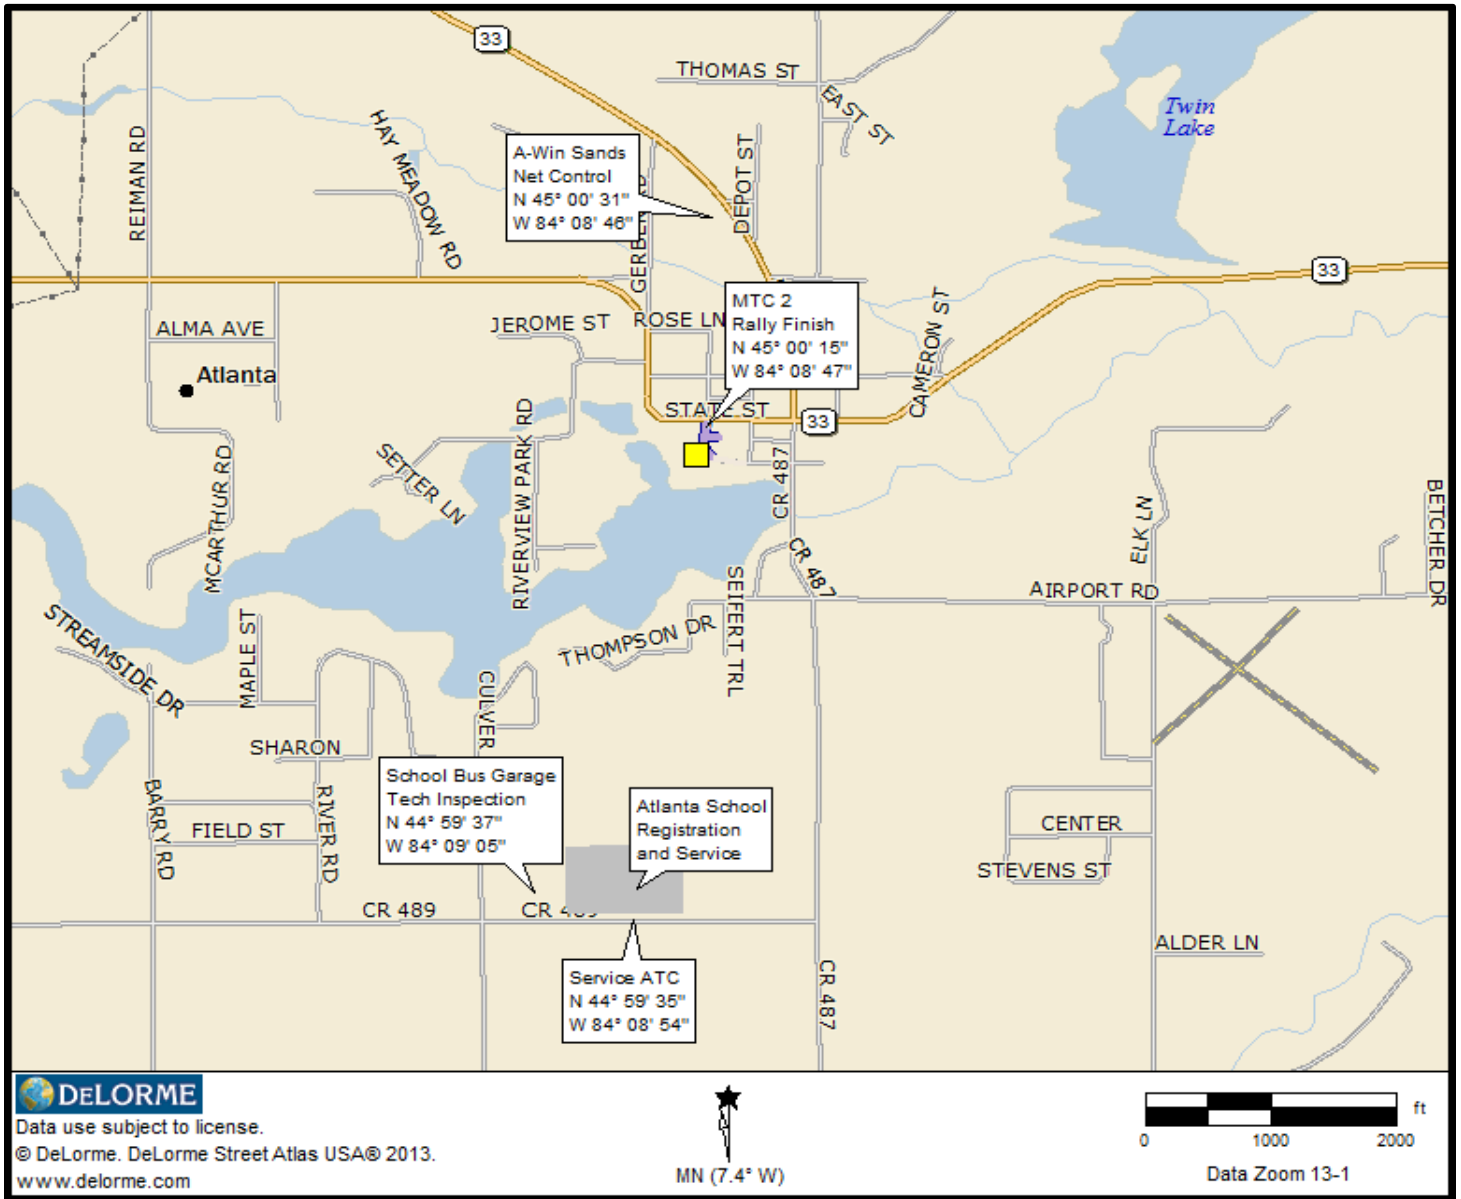 33
THOMAS ST
EAST ST
Twin
Lake
REIMAN RD
HAY MEADOW RD
A-Win Sands
Net Control
N 45° 00' 31"
W 84° 08' 46"
DEPOT ST
33
MTC 2
Rally Finish
N 45° 00' 15"
W 84° 08' 47"
ALMA AVE
JEROME ST
ROSE LN
CAMERON ST
Atlanta
STATE ST
33
SETTER LN
RIVERVIEW PARK RD
MCARTHUR RD
CR 487
CR 487
ELK LN
BETCHER DR
AIRPORT RD
SEIFERT TRL
THOMPSON DR
STREAMSIDE DR
MAPLE ST
CULVER
SHARON
School Bus Garage
Tech Inspection
N 44° 59' 37"
W 84° 09' 05"
Atlanta School
Registration
and Service
BARRY RD
FIELD ST
RIVER RD
CENTER
STEVENS ST
CR 489
CR 489
ALDER LN
Service ATC
N 44° 59' 35"
W 84° 08' 54"
CR 487
DELORME
Data use subject to license.
© DeLorme. DeLorme Street Atlas USA® 2013.
www.delorme.com
MN (7.4° W)
ft
0 1000 2000
Data Zoom 13-1